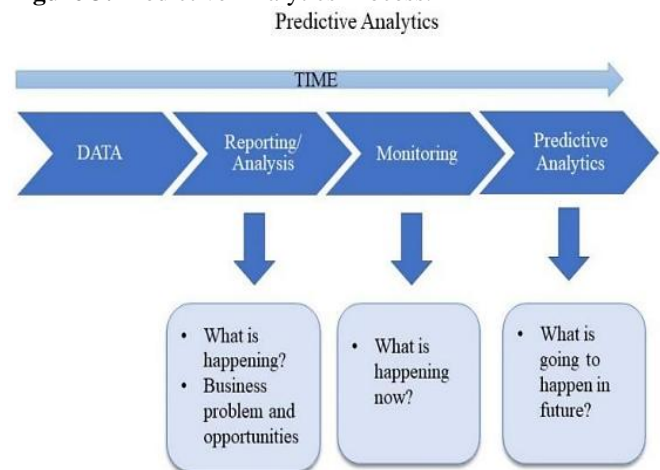 Predictive Analytics
TIME
DATA
Reporting/
Analysis
Monitoring
Predictive
Analytics
• What is
happening?
• Business
problem and
opportunities
• What is
happening
now?
• What is
going to
happen in
future?